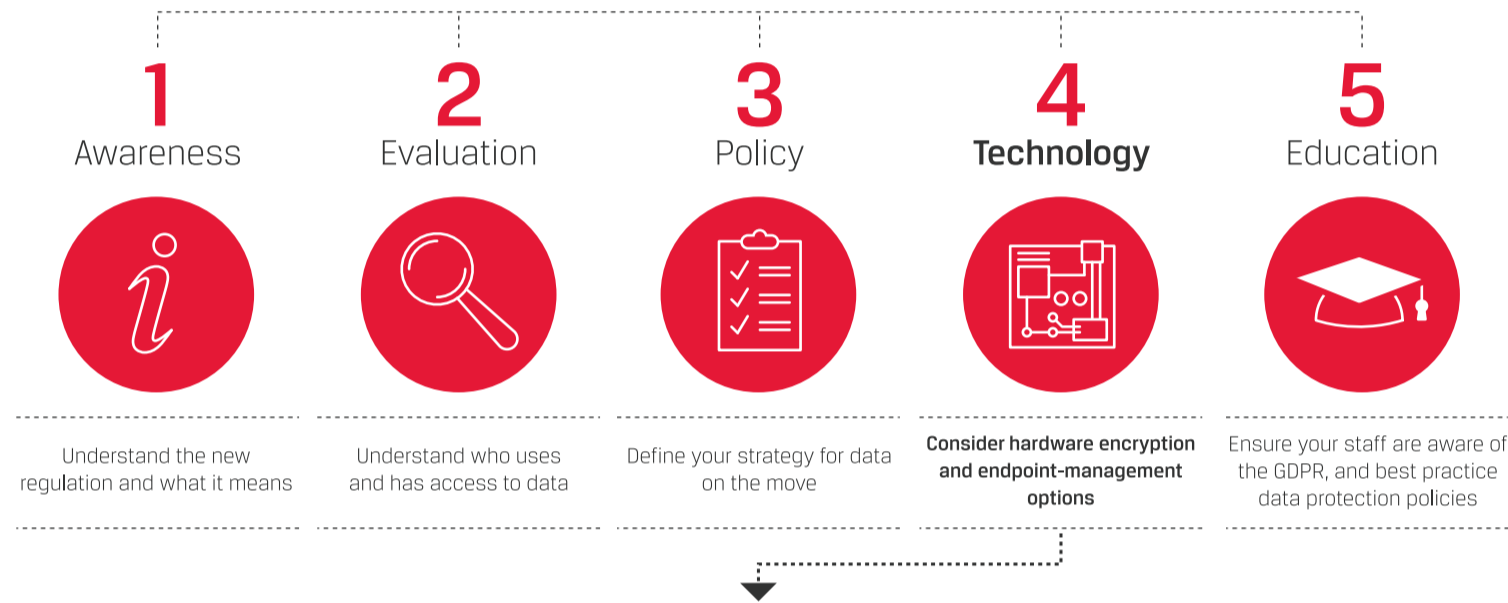 1
Awareness
Understand the new
regulation and what it means
2
Evaluation
Understand who uses
and has access to data
3
Policy
Define your strategy for data
on the move
4
Technology
Consider hardware encryption
and endpoint-management
options
5
Education
Ensure your staff are aware of
the GDPR, and best practice
data protection policies